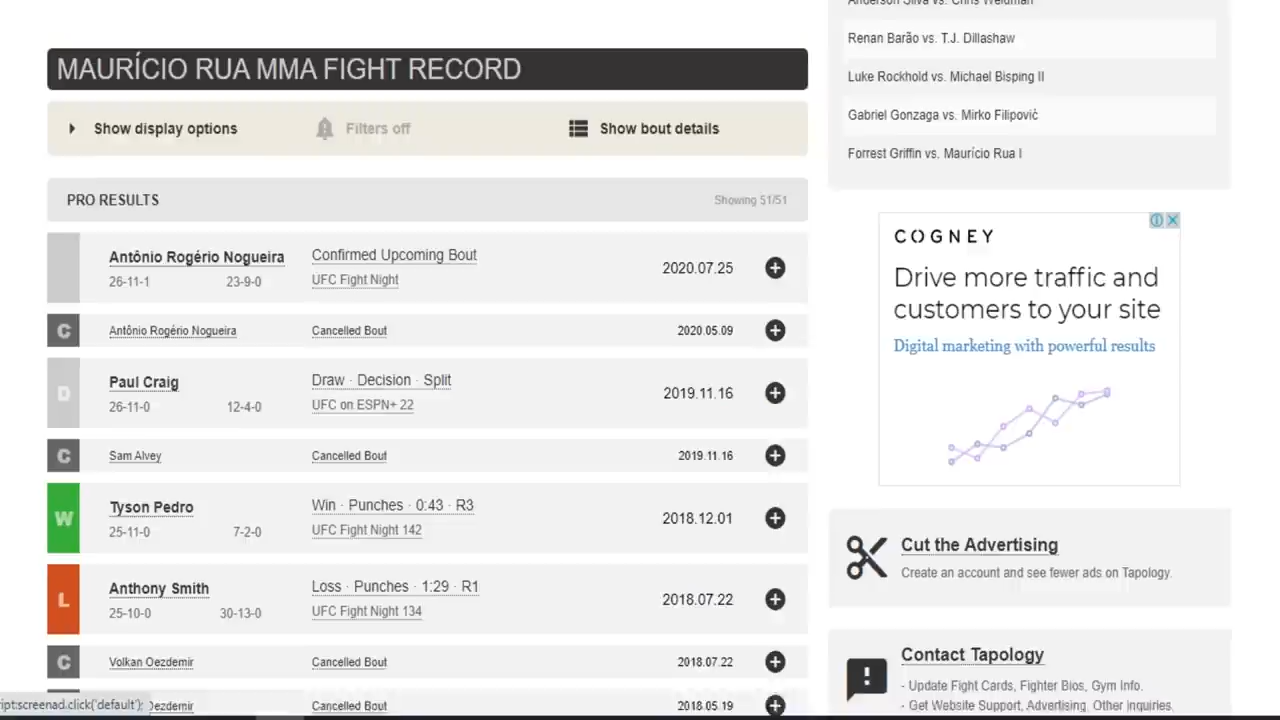 Anderson Silva vs. Chris Weidman
MAURÍCIO RUA MMA FIGHT RECORD
Renan Barão vs. T.J. Dillashaw
Luke Rockhold vs. Michael Bisping II
Gabriel Gonzaga vs. Mirko Filipović
Forrest Griffin vs. Maurício Rua I
Show display options
Filters off
Show bout details
PRO RESULTS
Showing 51/51
Antônio Rogério Nogueira
Confirmed Upcoming Bout
26-11-1
23-9-0
UFC Fight Night
2020.07.25
C
Antônio Rogério Nogueira
Cancelled Bout
2020.05.09
D
Paul Craig
Draw · Decision · Split
26-11-0
12-4-0
UFC on ESPN+ 22
2019.11.16
C
Sam Alvey
Cancelled Bout
2019.11.16
W
Tyson Pedro
Win · Punches · 0:43 · R3
25-11-0
7-2-0
UFC Fight Night 142
2018.12.01
L
Anthony Smith
Loss · Punches · 1:29 · R1
25-10-0
30-13-0
UFC Fight Night 134
2018.07.22
C
Volkan Oezdemir
Cancelled Bout
2018.07.22
Oezdemir
Cancelled Bout
2018.05.19
ript:screenad.click('default');
COGNEY
Drive more traffic and
customers to your site
Digital marketing with powerful results
Cut the Advertising
Create an account and see fewer ads on Tapology.
Contact Tapology
- Update Fight Cards, Fighter Bios, Gym Info.
- Get Website Support, Advertising, Other Inquiries.